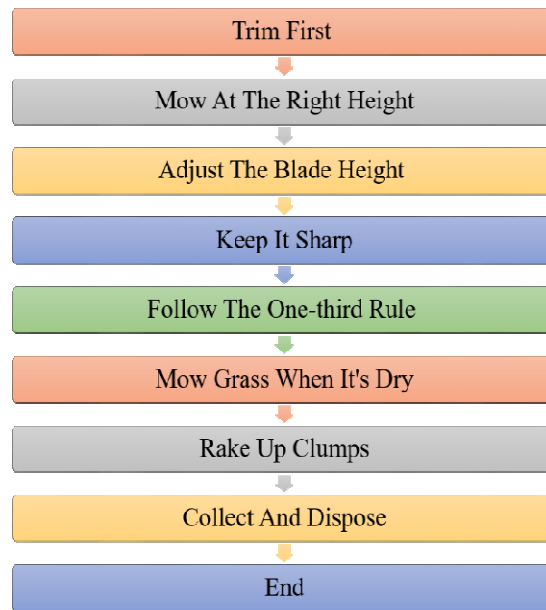 Trim First
Mow At The Right Height
Adjust The Blade Height
Keep It Sharp
Follow The One-third Rule
Mow Grass When It's Dry
Rake Up Clumps
Collect And Dispose
End